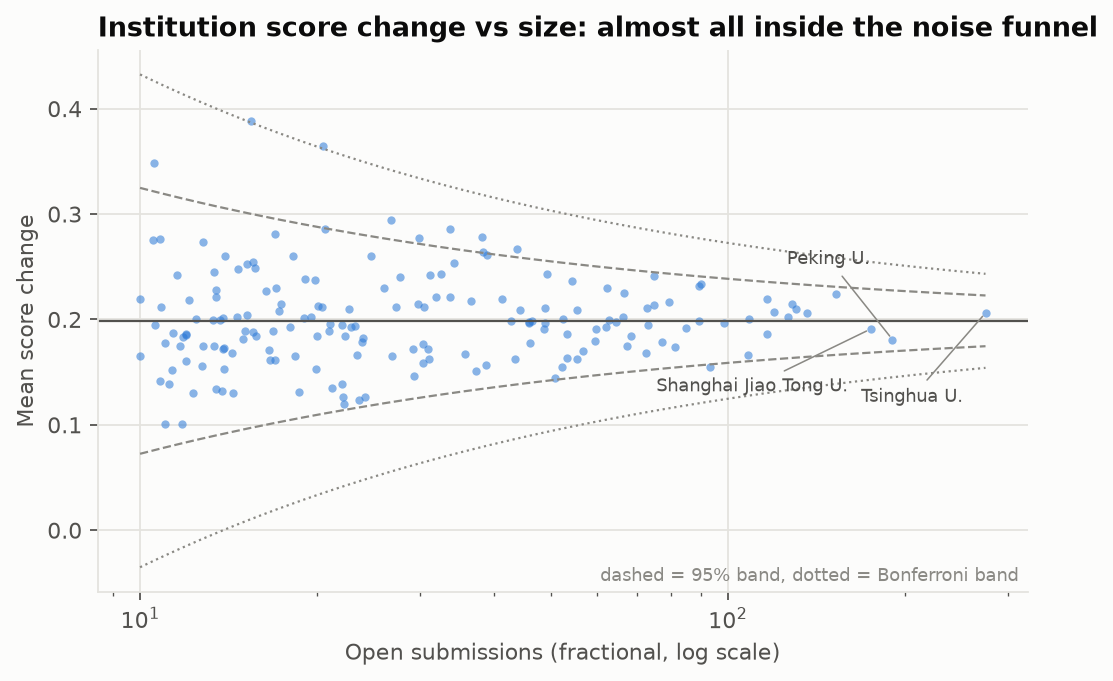 Institution score change vs size: almost all inside the noise funnel
Mean score change
0.4
0.3
0.2
0.1
0.0
Peking U.
Shanghai Jiao Tong U.
Tsinghua U.
dashed = 95% band, dotted = Bonferroni band
10¹
10²
Open submissions (fractional, log scale)